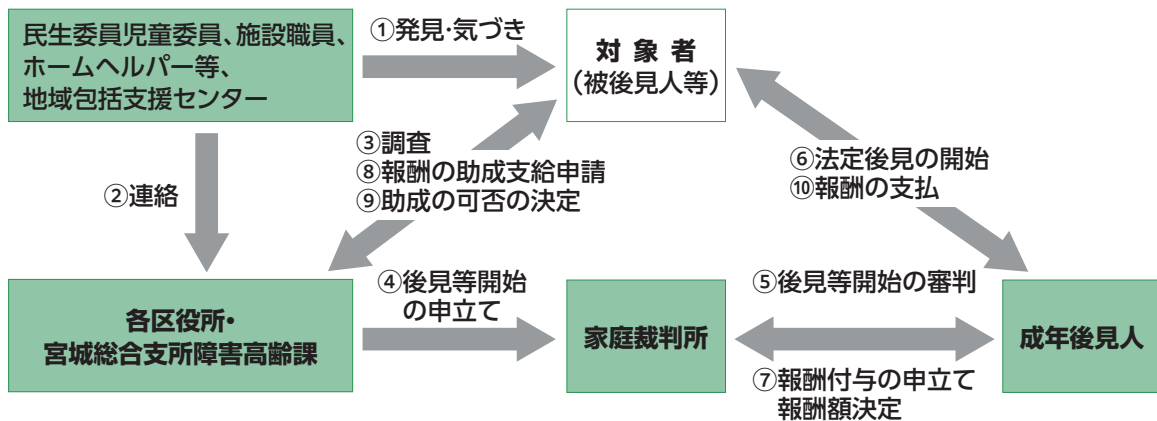 民生委員児童委員、施設職員、
ホームヘルパー等、
地域包括支援センター
①発見・気づき
対象者
（被後見人等）
②連絡
③調査
⑧報酬の助成支給申請
⑨助成の可否の決定
⑥法定後見の開始
⑩報酬の支払
各区役所・
宮城総合支所障害高齢課
④後見等開始
の申立て
家庭裁判所
⑤後見等開始の審判
⑦報酬付与の申立て
報酬額決定
成年後見人